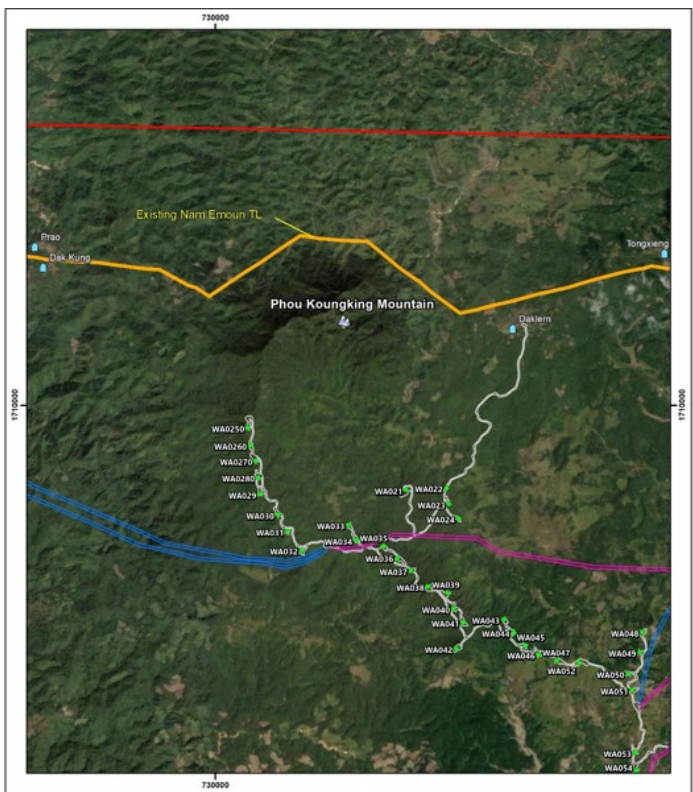 730000
Existing Nam Emoun TL
Prao
Dak Kung
Tongxieng
Phou Koungking Mountain
Daklern
1710000
1710000
WA0250
WA0260
WA0270
WA0280
WA029
WA030
WA031
WA032
WA021
WA022
WA023
WA024
WA033
WA034
WA035
WA036
WA037
WA038
WA039
WA040
WA041
WA042
WA043
WA044
WA045
WA046
WA047
WA052
WA048
WA049
WA050
WA051
WA053
WA054
730000